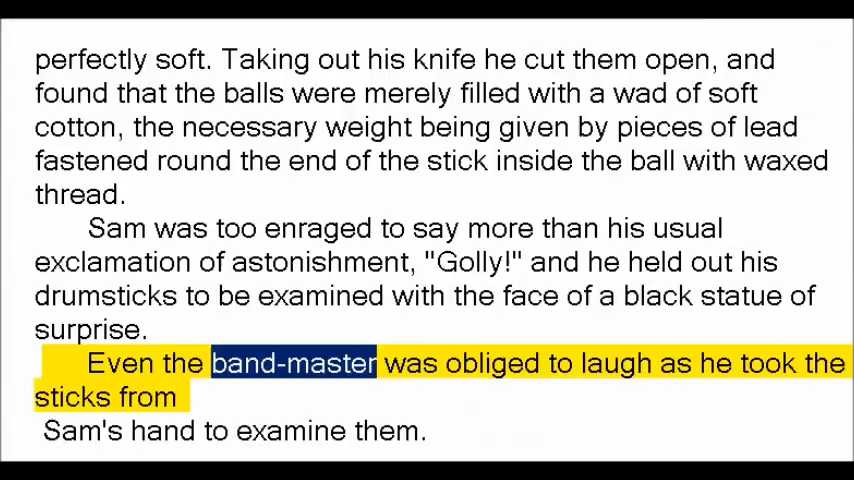 perfectly soft. Taking out his knife he cut them open, and
found that the balls were merely filled with a wad of soft
cotton, the necessary weight being given by pieces of lead
fastened round the end of the stick inside the ball with waxed
thread.
Sam was too enraged to say more than his usual
exclamation of astonishment, "Golly!" and he held out his
drumsticks to be examined with the face of a black statue of
surprise.
Even the band-master was obliged to laugh as he took the
sticks from
Sam's hand to examine them.